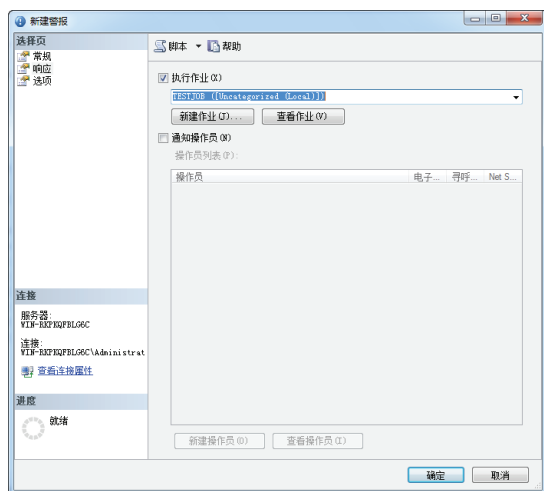 新建警报
选择页
常规
响应
选项
脚本 帮助
执行作业(X)
TESTJOB ([Uncategorized (Local)])
新建作业(J)... 查看作业(V)
通知操作员(N)
操作员列表(P):
操作员 电子... 寻呼... Net S...
连接
服务器:
WIN-RKPKQFBLG6C
连接:
WIN-RKPKQFBLG6C\Administrat
查看连接属性
进度
就绪
新建操作员(O) 查看操作员(I)
确定 取消